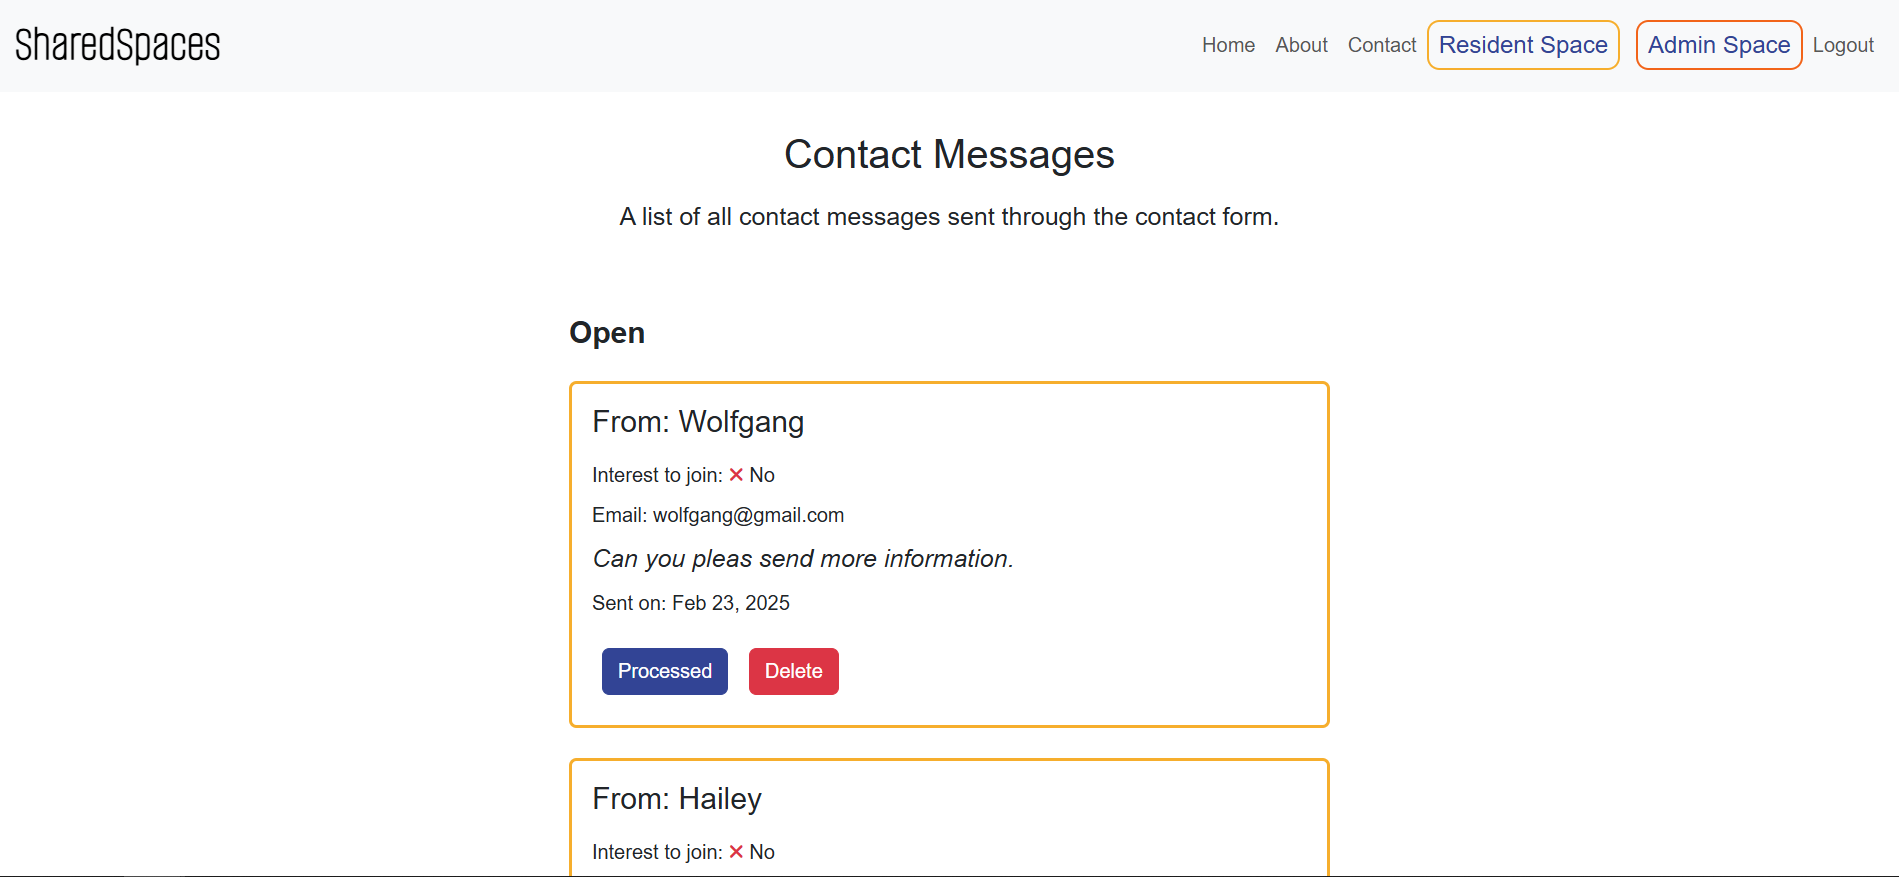 SharedSpaces
Home About Contact Resident Space Admin Space Logout
Contact Messages
A list of all contact messages sent through the contact form.
Open
From: Wolfgang
Interest to join: ✕ No
Email: wolfgang@gmail.com
Can you pleas send more information.
Sent on: Feb 23, 2025
Processed Delete
From: Hailey
Interest to join: ✕ No